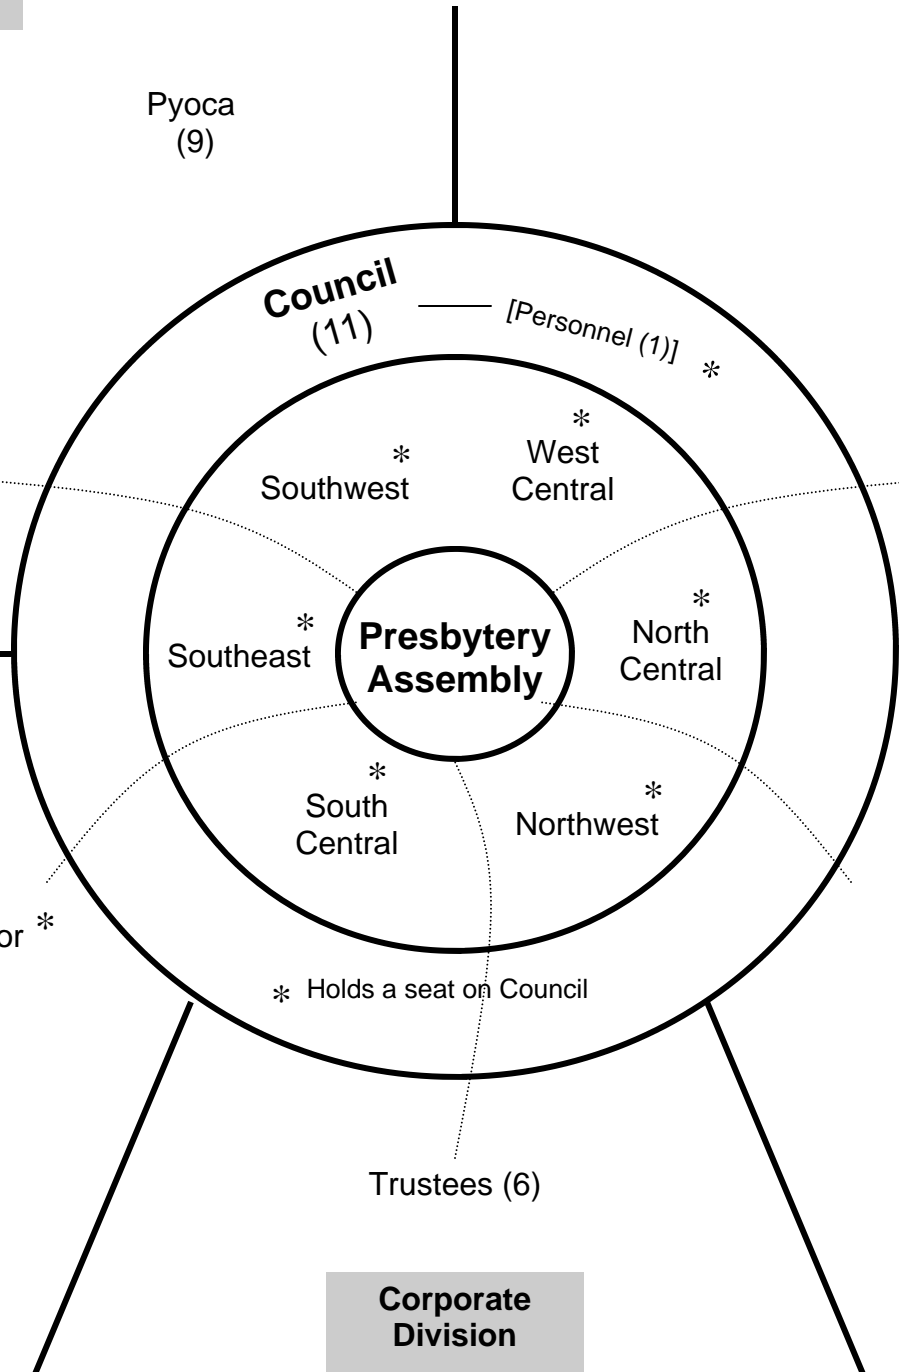 Pyoca
(9)
Council
(11)
[Personnel (1)] *
*
West
Central
*
Southwest
*
North
Central
*
Southeast
Presbytery
Assembly
*
South
Central
*
Northwest
or *
* Holds a seat on Council
Trustees (6)
Corporate
Division